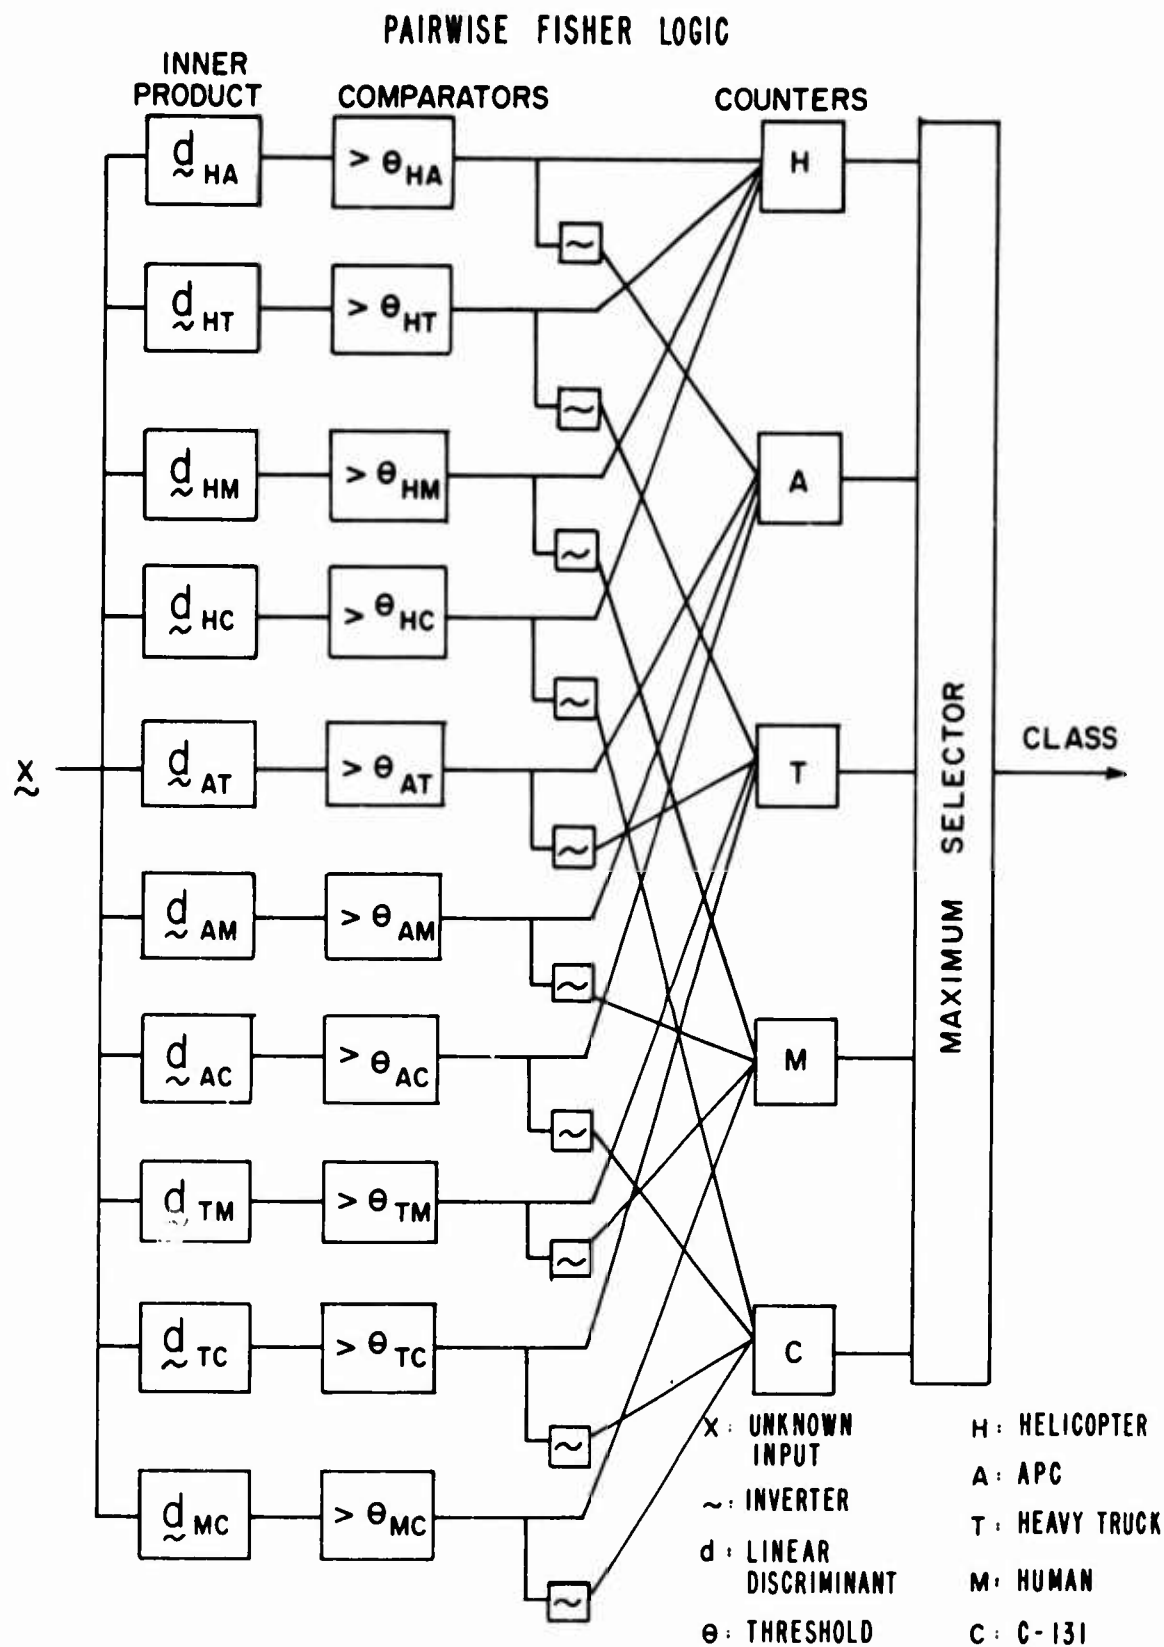 PAIRWISE FISHER LOGIC
INNER
PRODUCT
COMPARATORS
COUNTERS
d̰ HA
> θ HA
H
~
d̰ HT
> θ HT
~
d̰ HM
> θ HM
A
~
d̰ HC
> θ HC
~
X̰
d̰ AT
> θ AT
T
CLASS
MAXIMUM SELECTOR
~
d̰ AM
> θ AM
~
d̰ AC
> θ AC
M
~
d̰ TM
> θ TM
~
d̰ TC
> θ TC
C
~
d̰ MC
> θ MC
~
X: UNKNOWN
INPUT
~: INVERTER
d: LINEAR
DISCRIMINANT
θ: THRESHOLD
H: HELICOPTER
A: APC
T: HEAVY TRUCK
M: HUMAN
C: C-131